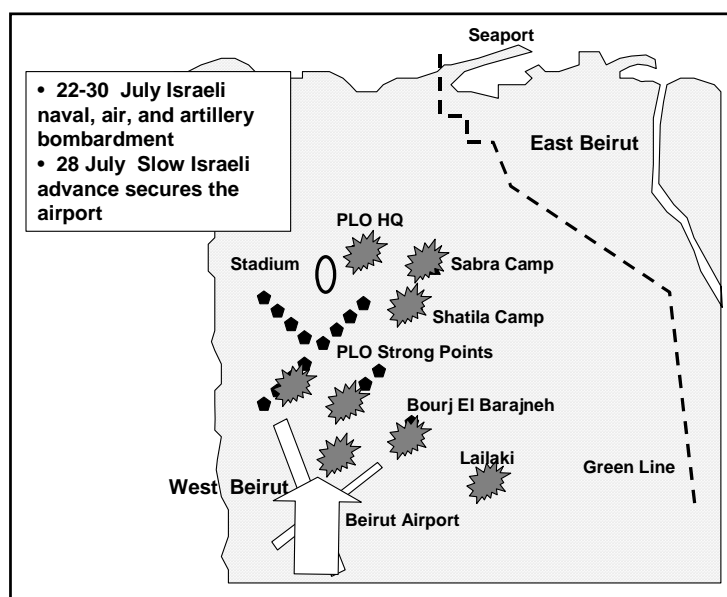 Seaport
• 22-30 July Israeli
naval, air, and artillery
bombardment
• 28 July Slow Israeli
advance secures the
airport
East Beirut
PLO HQ
Stadium
Sabra Camp
Shatila Camp
PLO Strong Points
Bourj El Barajneh
Lailaki
Green Line
West Beirut
Beirut Airport